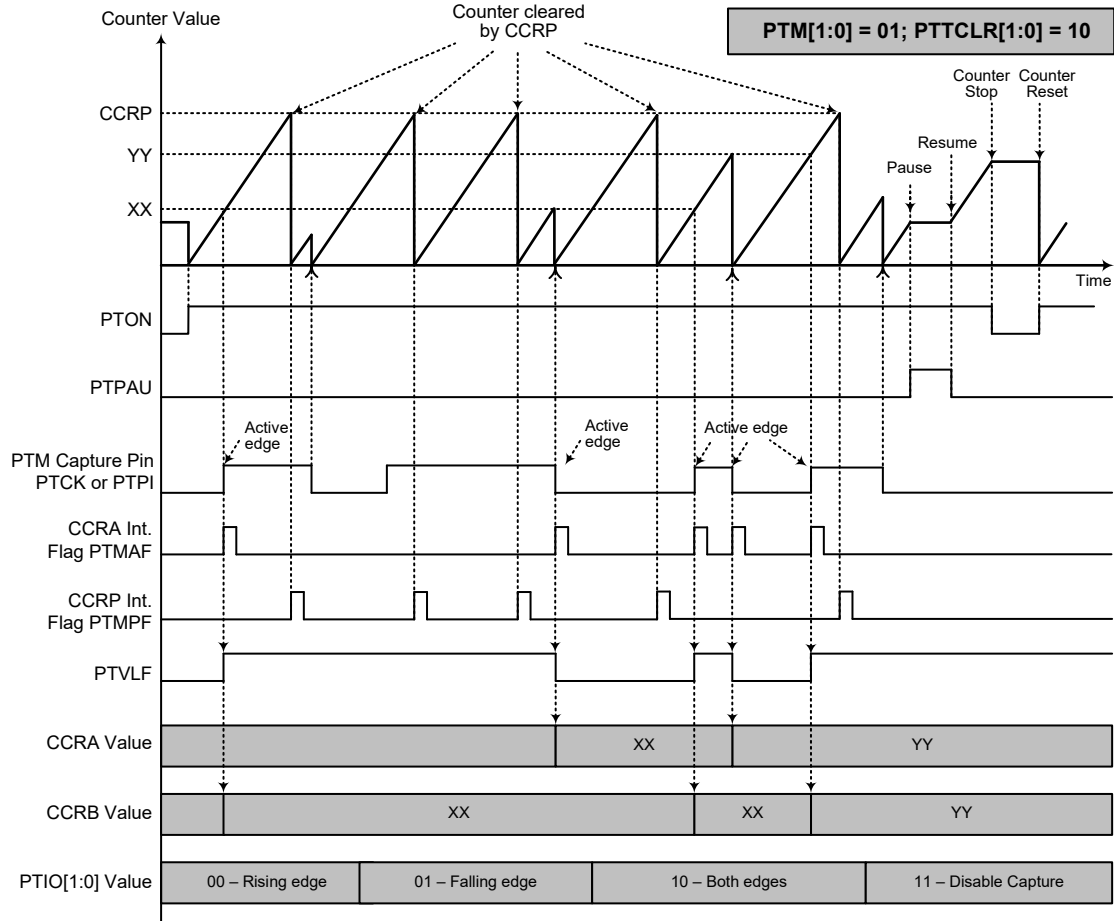 Counter Value
Counter cleared
by CCRP
PTM[1:0] = 01; PTTCLR[1:0] = 10
Counter
Stop
Counter
Reset
CCRP
YY
XX
Pause
Resume
Time
PTON
PTPAU
Active
edge
Active
edge
Active edge
PTM Capture Pin
PTCK or PTPI
CCRA Int.
Flag PTMAF
CCRP Int.
Flag PTMPF
PTVLF
CCRA Value
XX
YY
CCRB Value
XX
XX
YY
PTIO[1:0] Value
00 – Rising edge
01 – Falling edge
10 – Both edges
11 – Disable Capture